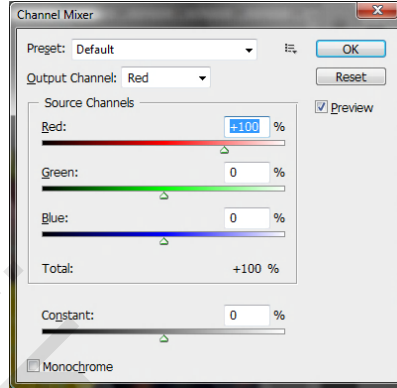 Channel Mixer
Preset: Default
OK
Output Channel: Red
Reset
Source Channels
Preview
Red: +100 %
Green: 0 %
Blue: 0 %
Total: +100 %
Constant: 0 %
Monochrome